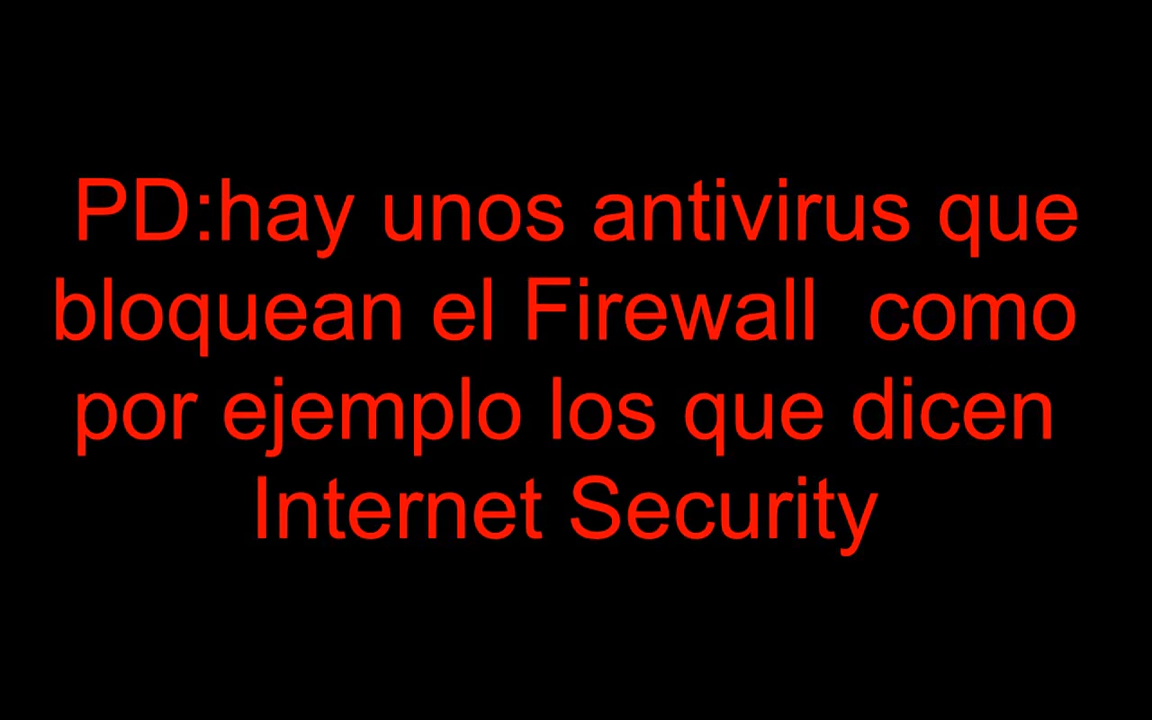 PD:hay unos antivirus que
bloquean el Firewall  como
por ejemplo los que dicen
Internet Security